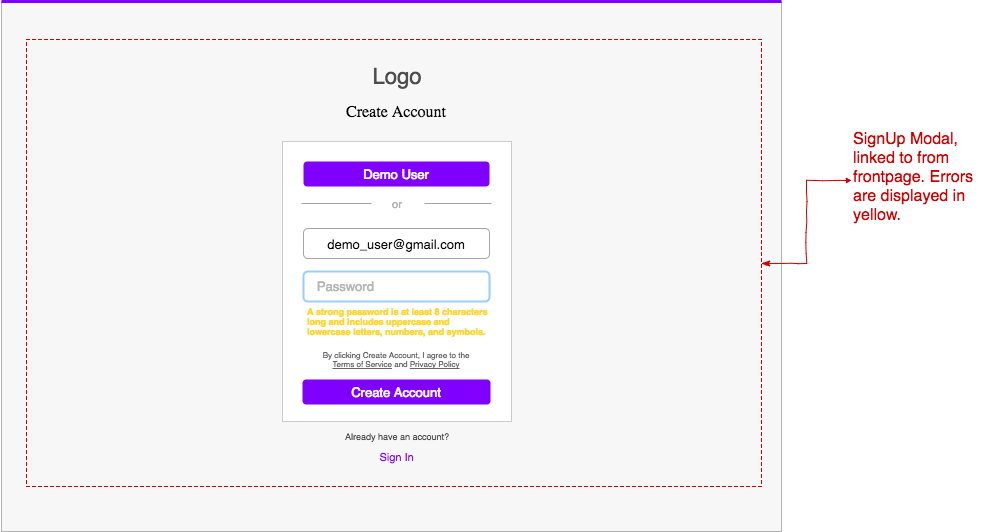 Logo
Create Account
Demo User
or
demo_user@gmail.com
Password
A strong password is at least 8 characters
long and includes uppercase and
lowercase letters, numbers, and symbols.
By clicking Create Account, I agree to the
Terms of Service and Privacy Policy
Create Account
Already have an account?
Sign In
SignUp Modal,
linked to from
frontpage. Errors
are displayed in
yellow.